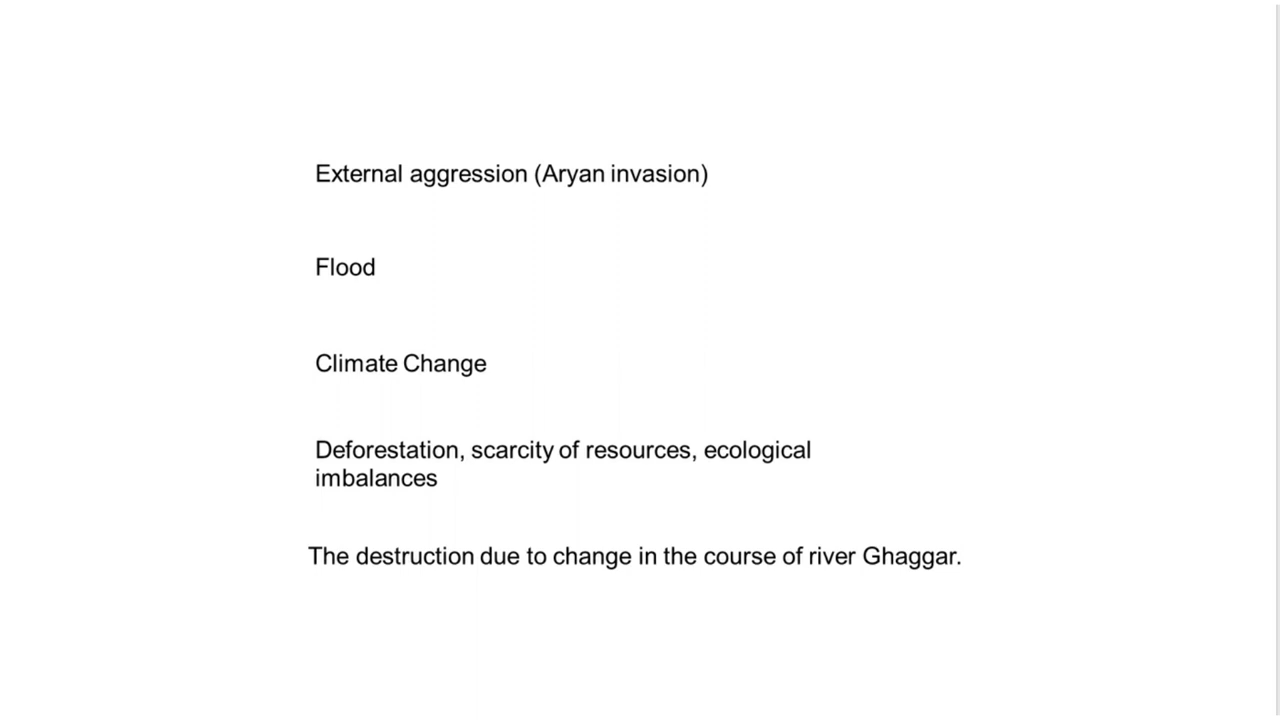 External aggression (Aryan invasion)
Flood
Climate Change
Deforestation, scarcity of resources, ecological
imbalances
The destruction due to change in the course of river Ghaggar.